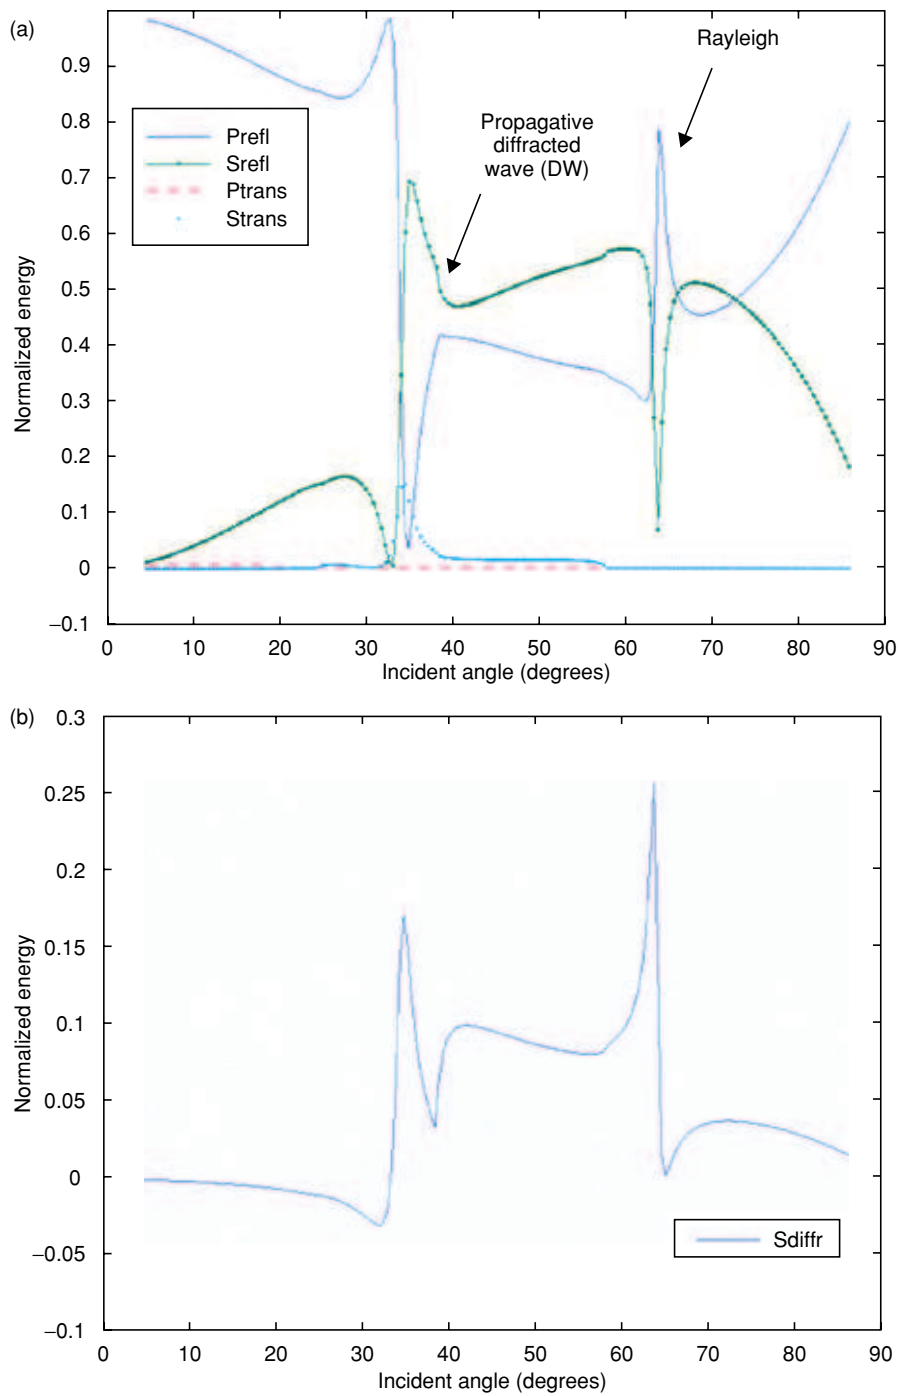 (a)
0.9
0.8
0.7
0.6
0.5
0.4
0.3
0.2
0.1
0
−0.1
Normalized energy
Prefl
Srefl
Ptrans
Strans
Propagative
diffracted
wave (DW)
Rayleigh
0 10 20 30 40 50 60 70 80 90
Incident angle (degrees)
(b)
0.3
0.25
0.2
0.15
0.1
0.05
0
−0.05
−0.1
Normalized energy
Sdiffr
0 10 20 30 40 50 60 70 80 90
Incident angle (degrees)